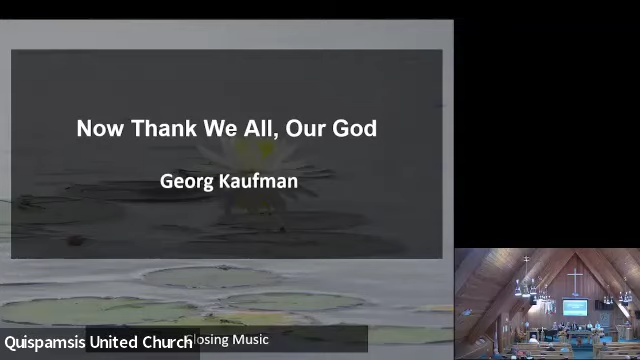 Now Thank We All, Our God
Georg Kaufman
Closing Music
Quispamsis United Church